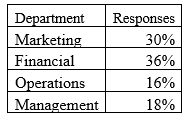 Department Responses
Marketing 30%
Financial 36%
Operations 16%
Management 18%